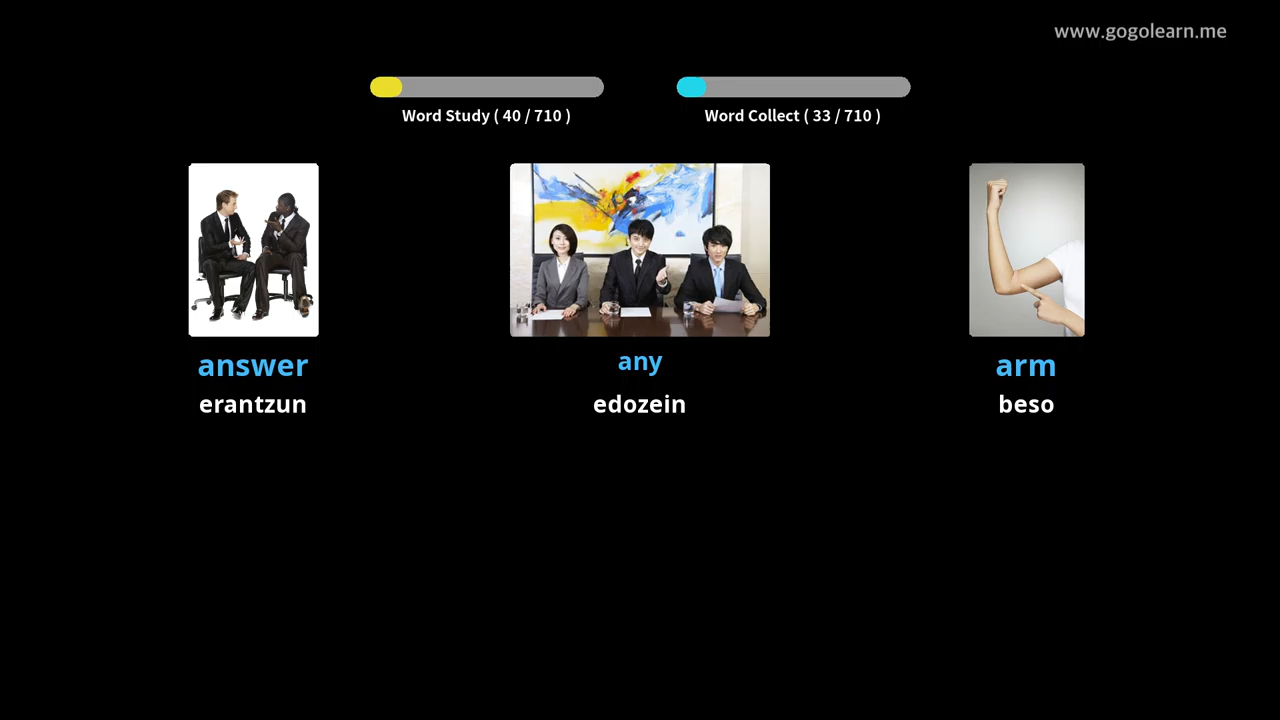 www.gogolearn.me
Word Study ( 40 / 710 )
Word Collect ( 33 / 710 )
answer
any
arm
erantzun
edozein
beso